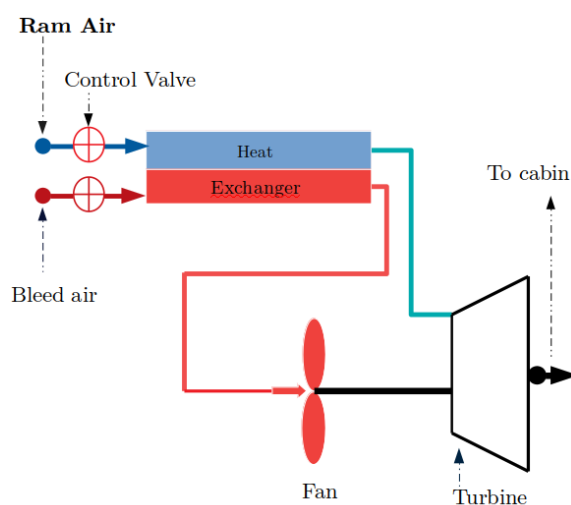 Ram Air
Control Valve
Heat
Exchanger
To cabin
Bleed air
Fan
Turbine